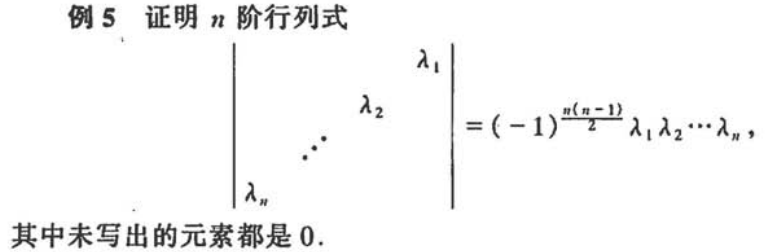 例 5 证明 n 阶行列式
λ₁
λ₂
⋰
λₙ
= (-1)^{\frac{n(n-1)}{2}} λ₁λ₂⋯λₙ,
其中未写出的元素都是 0.